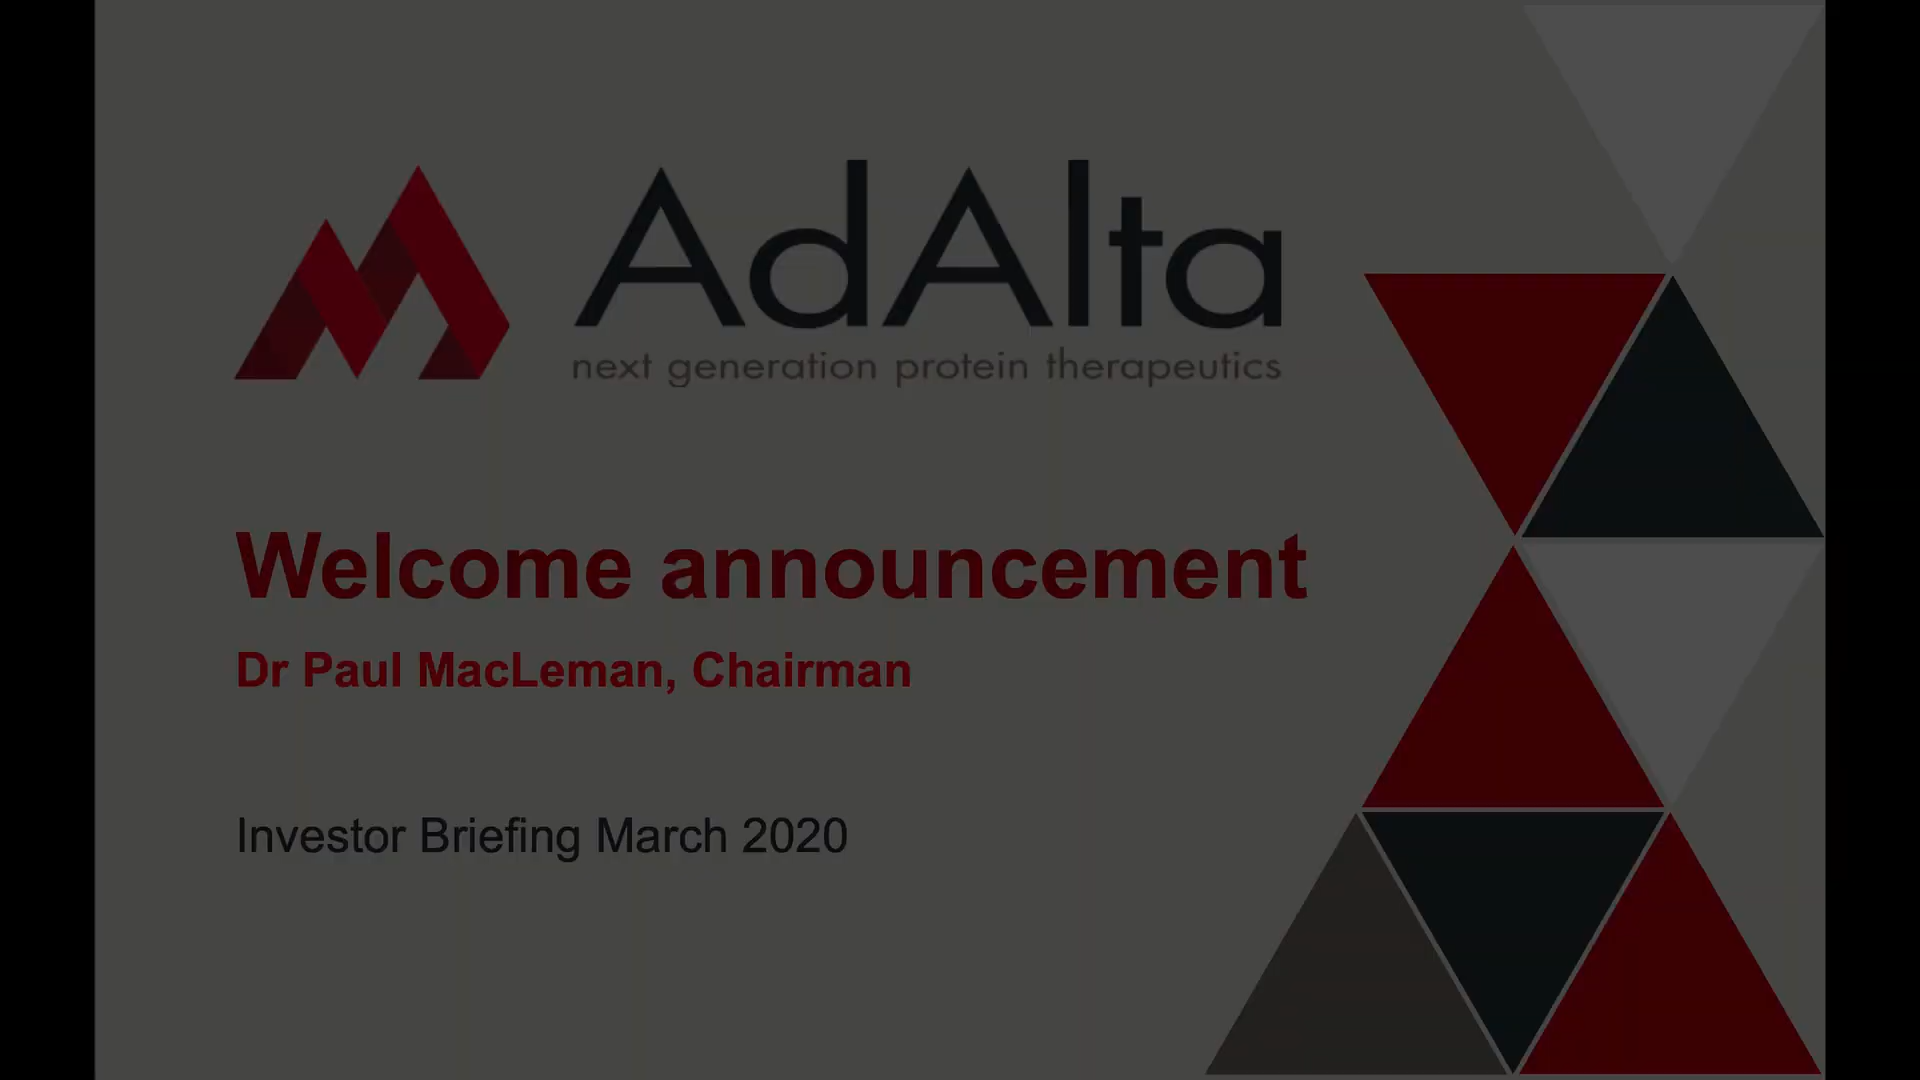 AdAlta
next generation protein therapeutics
Welcome announcement
Dr Paul MacLeman, Chairman
Investor Briefing March 2020